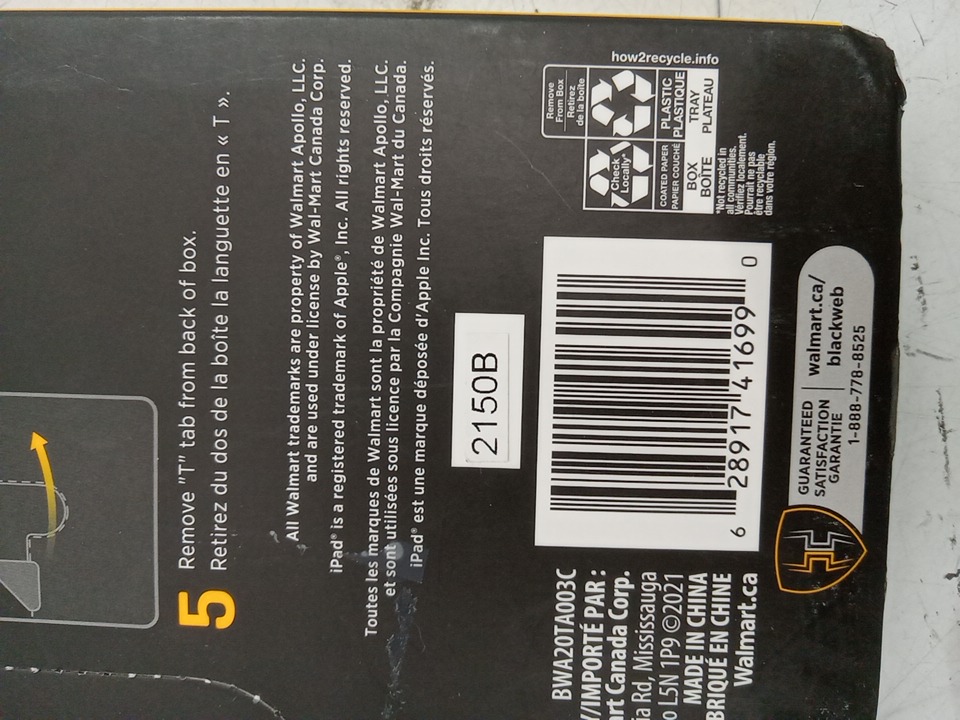 5 Remove "T" tab from back of box.
Retirez du dos de la boîte la languette en « T ».
All Walmart trademarks are property of Walmart Apollo, LLC.
and are used under license by Wal-Mart Canada Corp.
iPad® is a registered trademark of Apple®, Inc. All rights reserved.
Toutes les marques de Walmart sont la propriété de Walmart Apollo, LLC.
et sont utilisées sous licence par la Compagnie Wal-Mart du Canada.
iPad® est une marque déposée d'Apple Inc. Tous droits réservés.
2150B
BWA20TA003C
/IMPORTÉ PAR :
rt Canada Corp.
Rd, Mississauga
L5N 1P9 ©2021
MADE IN CHINA
BRIQUÉ EN CHINE
Walmart.ca
6 28917 41699 0
how2recycle.info
Remove
From Box
Retirez
de la boîte
Check
Locally*
COATED PAPER
PAPIER COUCHÉ
BOX
BOÎTE
PLASTIC
PLASTIQUE
TRAY
PLATEAU
*Not recycled in
all communities.
Vérifiez localement.
Pourrait ne pas
être recyclable
dans votre région.
GUARANTEED
SATISFACTION
GARANTIE
walmart.ca/
blackweb
1-888-778-8525